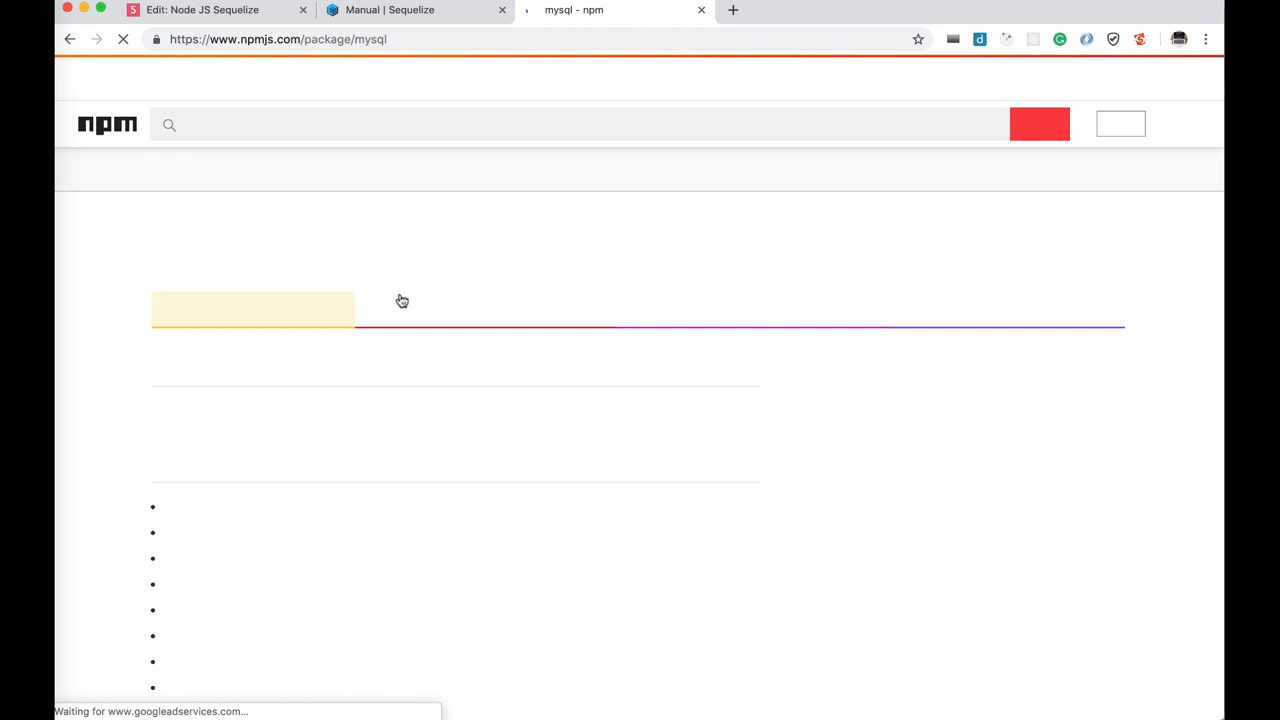 Edit: Node JS Sequelize
Manual | Sequelize
mysql - npm
https://www.npmjs.com/package/mysql
npm
Waiting for www.googleadservices.com...